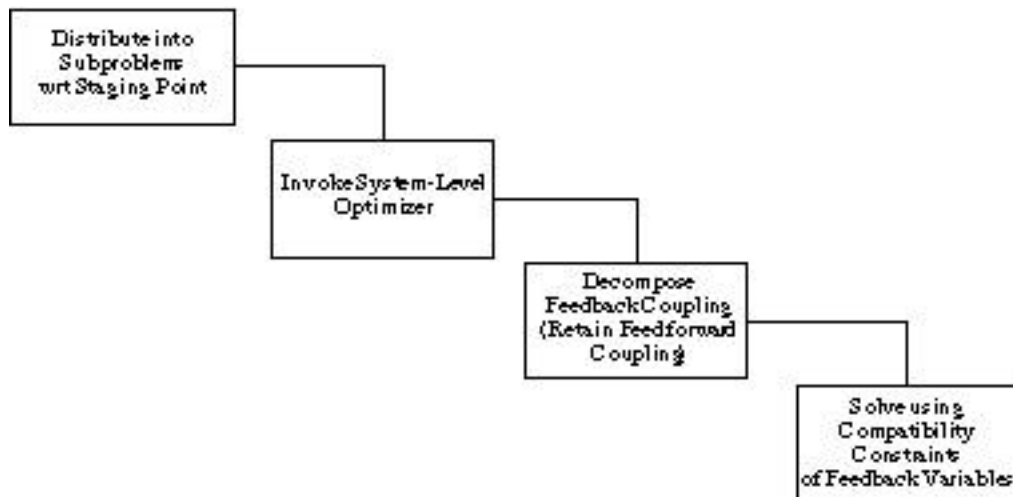 Distribute into
Subproblems
wrt Staging Point
Invoke System-Level
Optimizer
Decompose
Feedback Coupling
(Retain Feedforward
Coupling)
Solve using
Compatibility
Constraints
of Feedback Variables